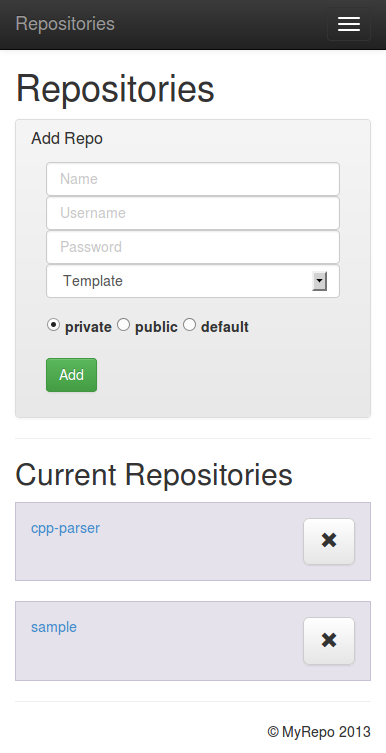 Repositories
Repositories
Add Repo
Name
Username
Password
Template
private public default
Add
Current Repositories
cpp-parser
sample
© MyRepo 2013